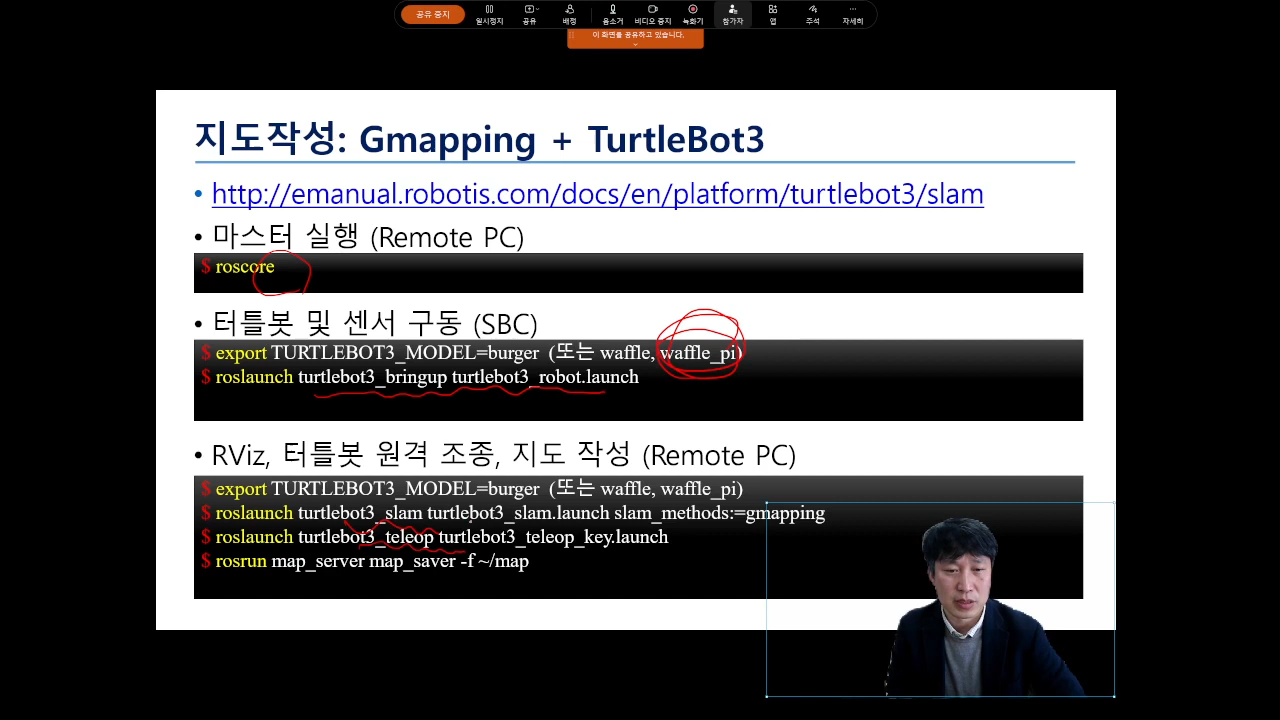 공유 중지
일시정지
공유
배정
음소거
비디오 중지
녹화기
참가자
앱
주석
자세히
이 화면을 공유하고 있습니다.
지도작성: Gmapping + TurtleBot3
• http://emanual.robotis.com/docs/en/platform/turtlebot3/slam
• 마스터 실행 (Remote PC)
$ roscore
• 터틀봇 및 센서 구동 (SBC)
$ export TURTLEBOT3_MODEL=burger (또는 waffle, waffle_pi)
$ roslaunch turtlebot3_bringup turtlebot3_robot.launch
• RViz, 터틀봇 원격 조종, 지도 작성 (Remote PC)
$ export TURTLEBOT3_MODEL=burger (또는 waffle, waffle_pi)
$ roslaunch turtlebot3_slam turtlebot3_slam.launch slam_methods:=gmapping
$ roslaunch turtlebot3_teleop turtlebot3_teleop_key.launch
$ rosrun map_server map_saver -f ~/map